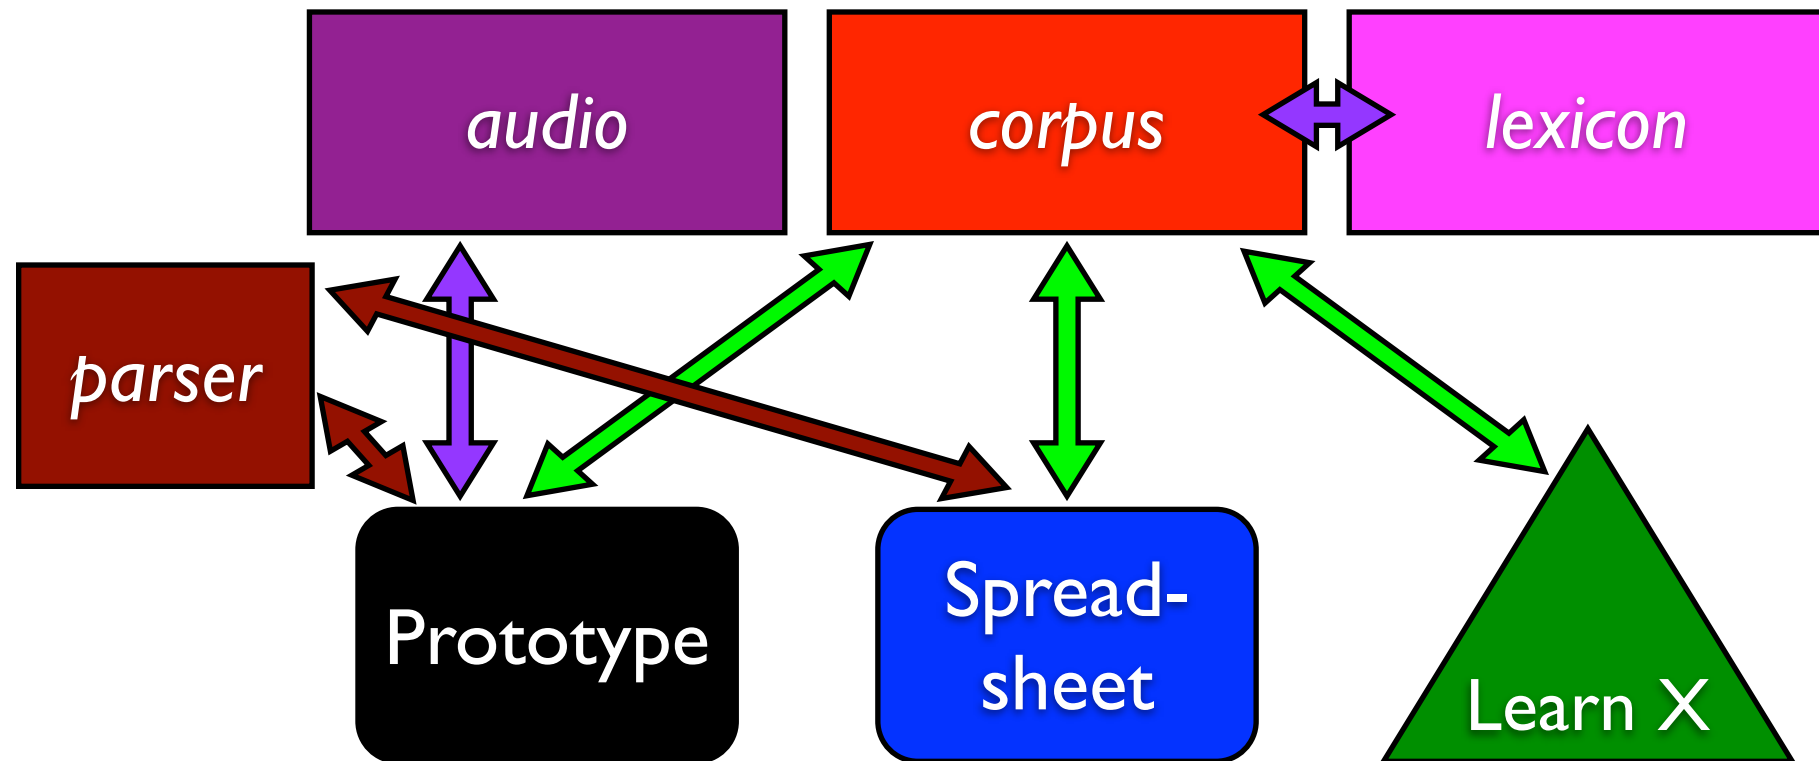 audio
corpus
lexicon
parser
Prototype
Spread-
sheet
Learn X